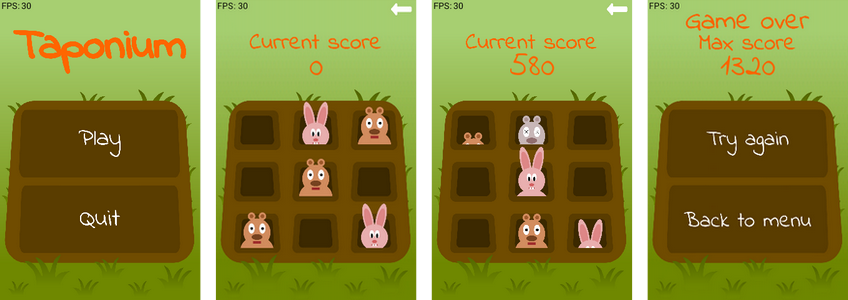 FPS: 30
Taponium
Play
Quit
FPS: 30
Current score
0
FPS: 30
Current score
580
FPS: 30
Game over
Max score
1320
Try again
Back to menu